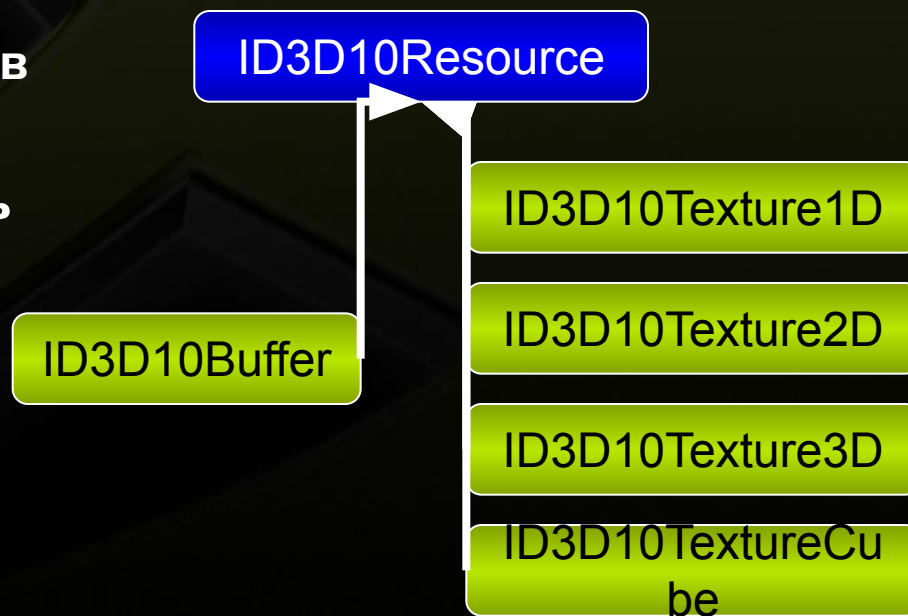 в
ь
ID3D10Resource
ID3D10Texture1D
ID3D10Texture2D
ID3D10Buffer
ID3D10Texture3D
ID3D10TextureCu
be